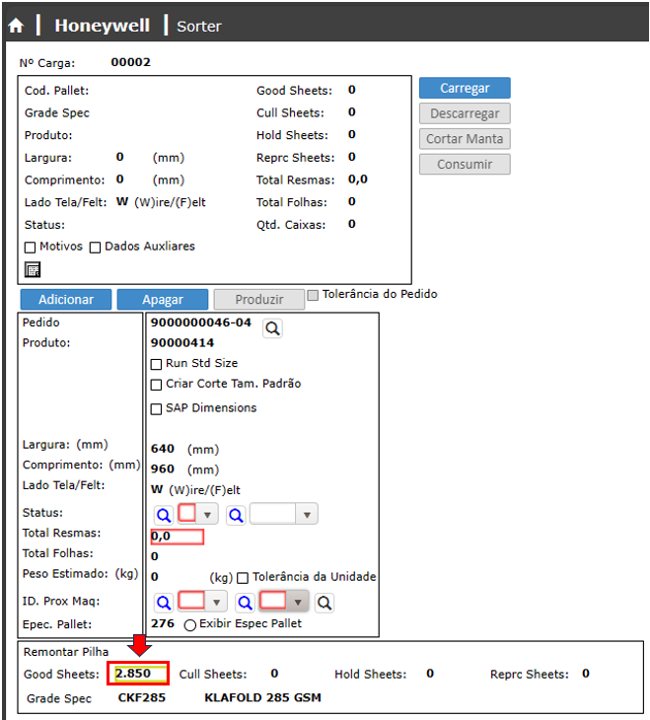 Honeywell Sorter
Nº Carga: 00002
Cod. Pallet: Good Sheets: 0 Carregar
Grade Spec Cull Sheets: 0 Descarregar
Produto: Hold Sheets: 0 Cortar Manta
Largura: 0 (mm) Reprc Sheets: 0 Consumir
Comprimento: 0 (mm) Total Resmas: 0,0
Lado Tela/Felt: W (W)ire/(F)elt Total Folhas: 0
Status: Qtd. Caixas: 0
Motivos Dados Auxliares
Adicionar Apagar Produzir Tolerância do Pedido
Pedido 9000000046-04
Produto: 90000414
Run Std Size
Criar Corte Tam. Padrão
SAP Dimensions
Largura: (mm) 640 (mm)
Comprimento: (mm) 960 (mm)
Lado Tela/Felt: W (W)ire/(F)elt
Status:
Total Resmas: 0,0
Total Folhas: 0
Peso Estimado: (kg) 0 (kg) Tolerância da Unidade
ID. Prox Maq:
Epec. Pallet: 276 Exibir Espec Pallet
Remontar Pilha
Good Sheets: 2.850 Cull Sheets: 0 Hold Sheets: 0 Reprc Sheets: 0
Grade Spec CKF285 KLAFOLD 285 GSM